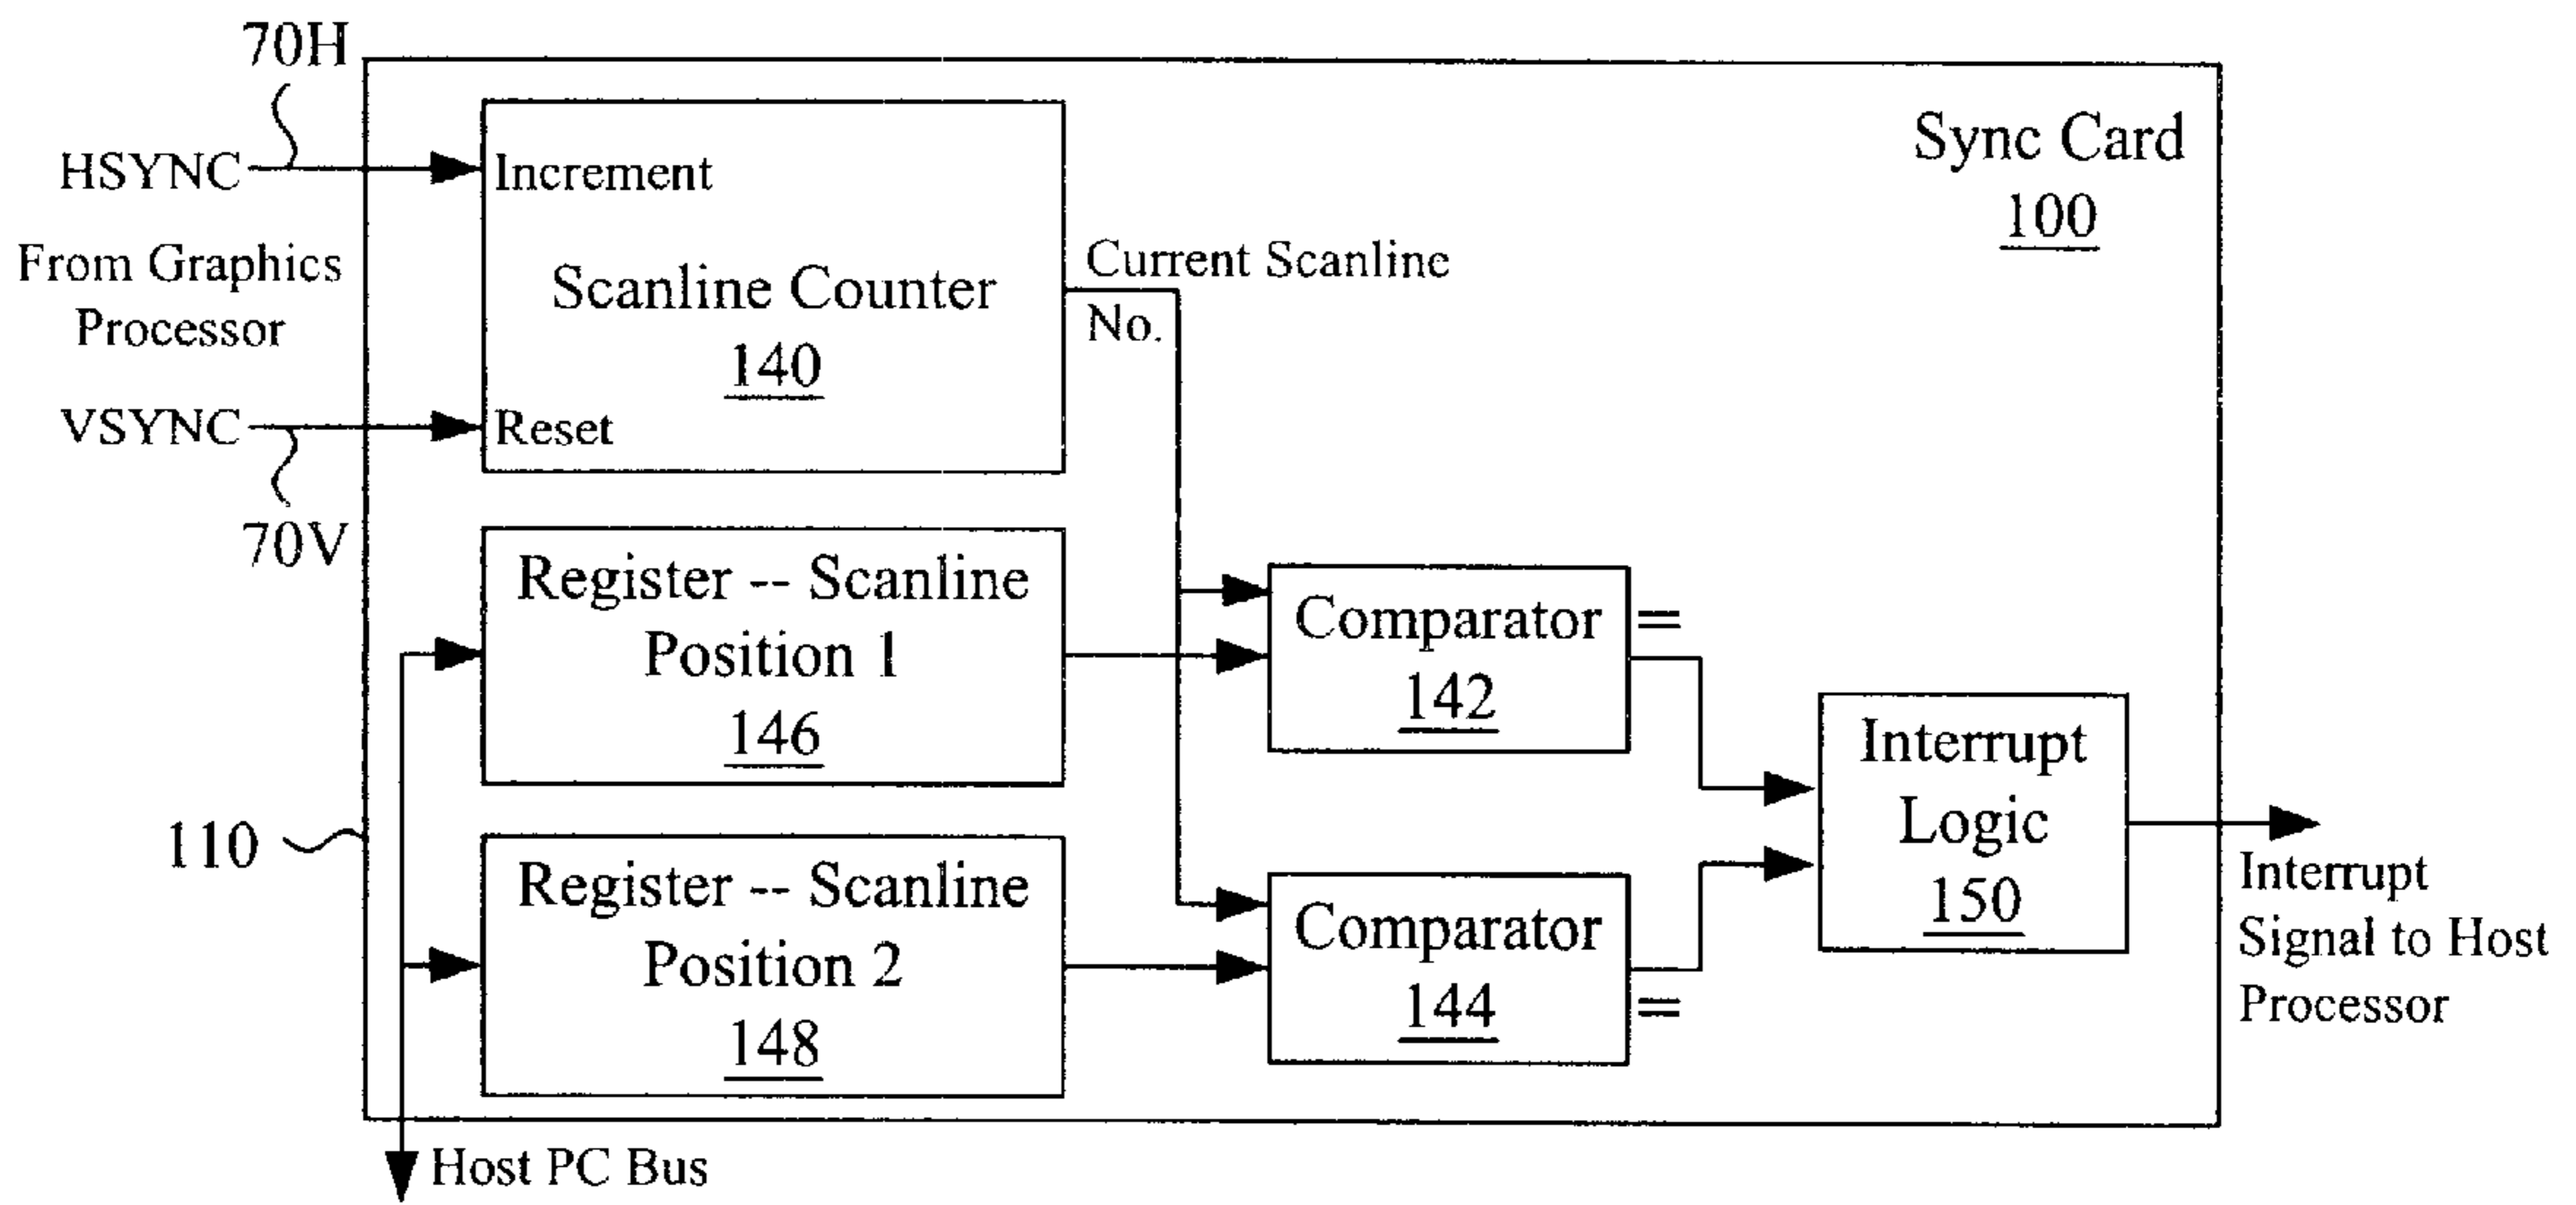 70H
HSYNC
From Graphics
Processor
VSYNC
70V
Increment
Scanline Counter
140
Reset
Current Scanline
No.
Sync Card
100
Register -- Scanline
Position 1
146
Register -- Scanline
Position 2
148
110
Host PC Bus
Comparator
142
=
Comparator
144
=
Interrupt
Logic
150
Interrupt
Signal to Host
Processor